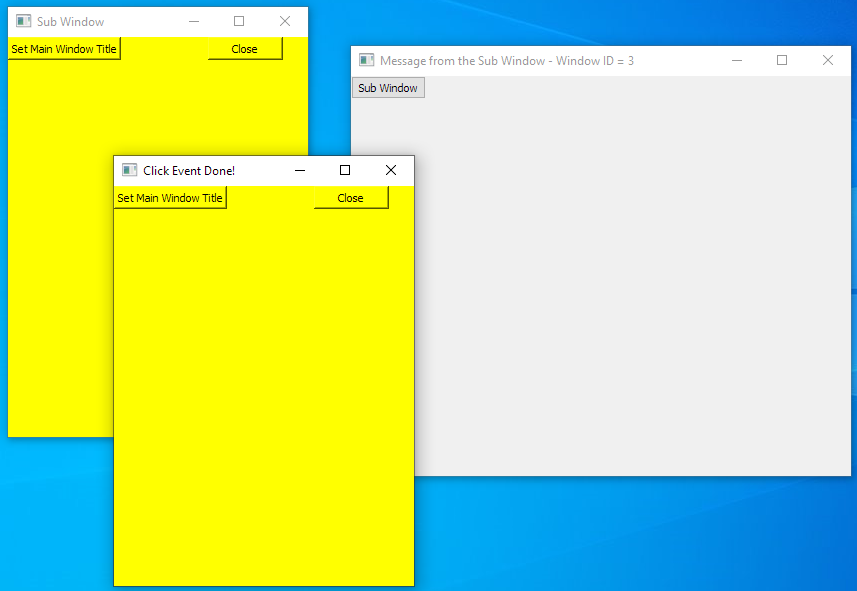 Sub Window
Set Main Window Title
Close
Message from the Sub Window - Window ID = 3
Sub Window
Click Event Done!
Set Main Window Title
Close